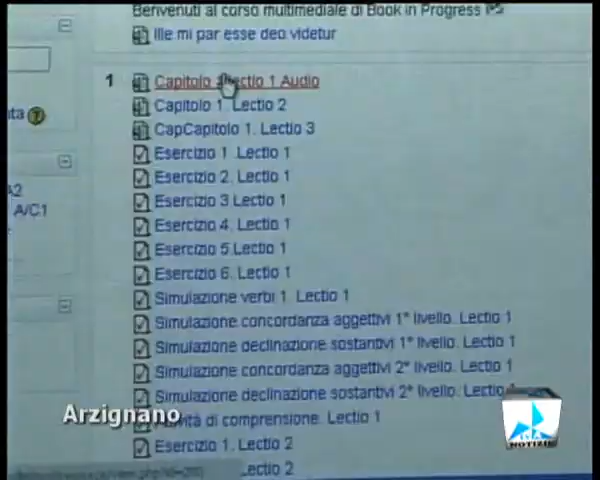 Benvenuti al corso multimediale di Book in Progress
Ille mi par esse deo videtur
1
Capitolo Lectio 1 Audio
Capitolo 1. Lectio 2
CapCapitolo 1. Lectio 3
Esercizio 1. Lectio 1
Esercizio 2. Lectio 1
Esercizio 3 Lectio 1
Esercizio 4. Lectio 1
Esercizio 5 Lectio 1
Esercizio 6. Lectio 1
Simulazione verbi 1. Lectio 1
Simulazione concordanza aggettivi 1° livello. Lectio 1
Simulazione declinazione sostantivi 1° livello. Lectio 1
Simulazione concordanza aggettivi 2° livello. Lectio 1
Simulazione declinazione sostantivi 2° livello. Lectio
di comprensione. Lectio 1
Esercizio 1. Lectio 2
Lectio 2
A2
A/C1
Arzignano
NOTIZIE